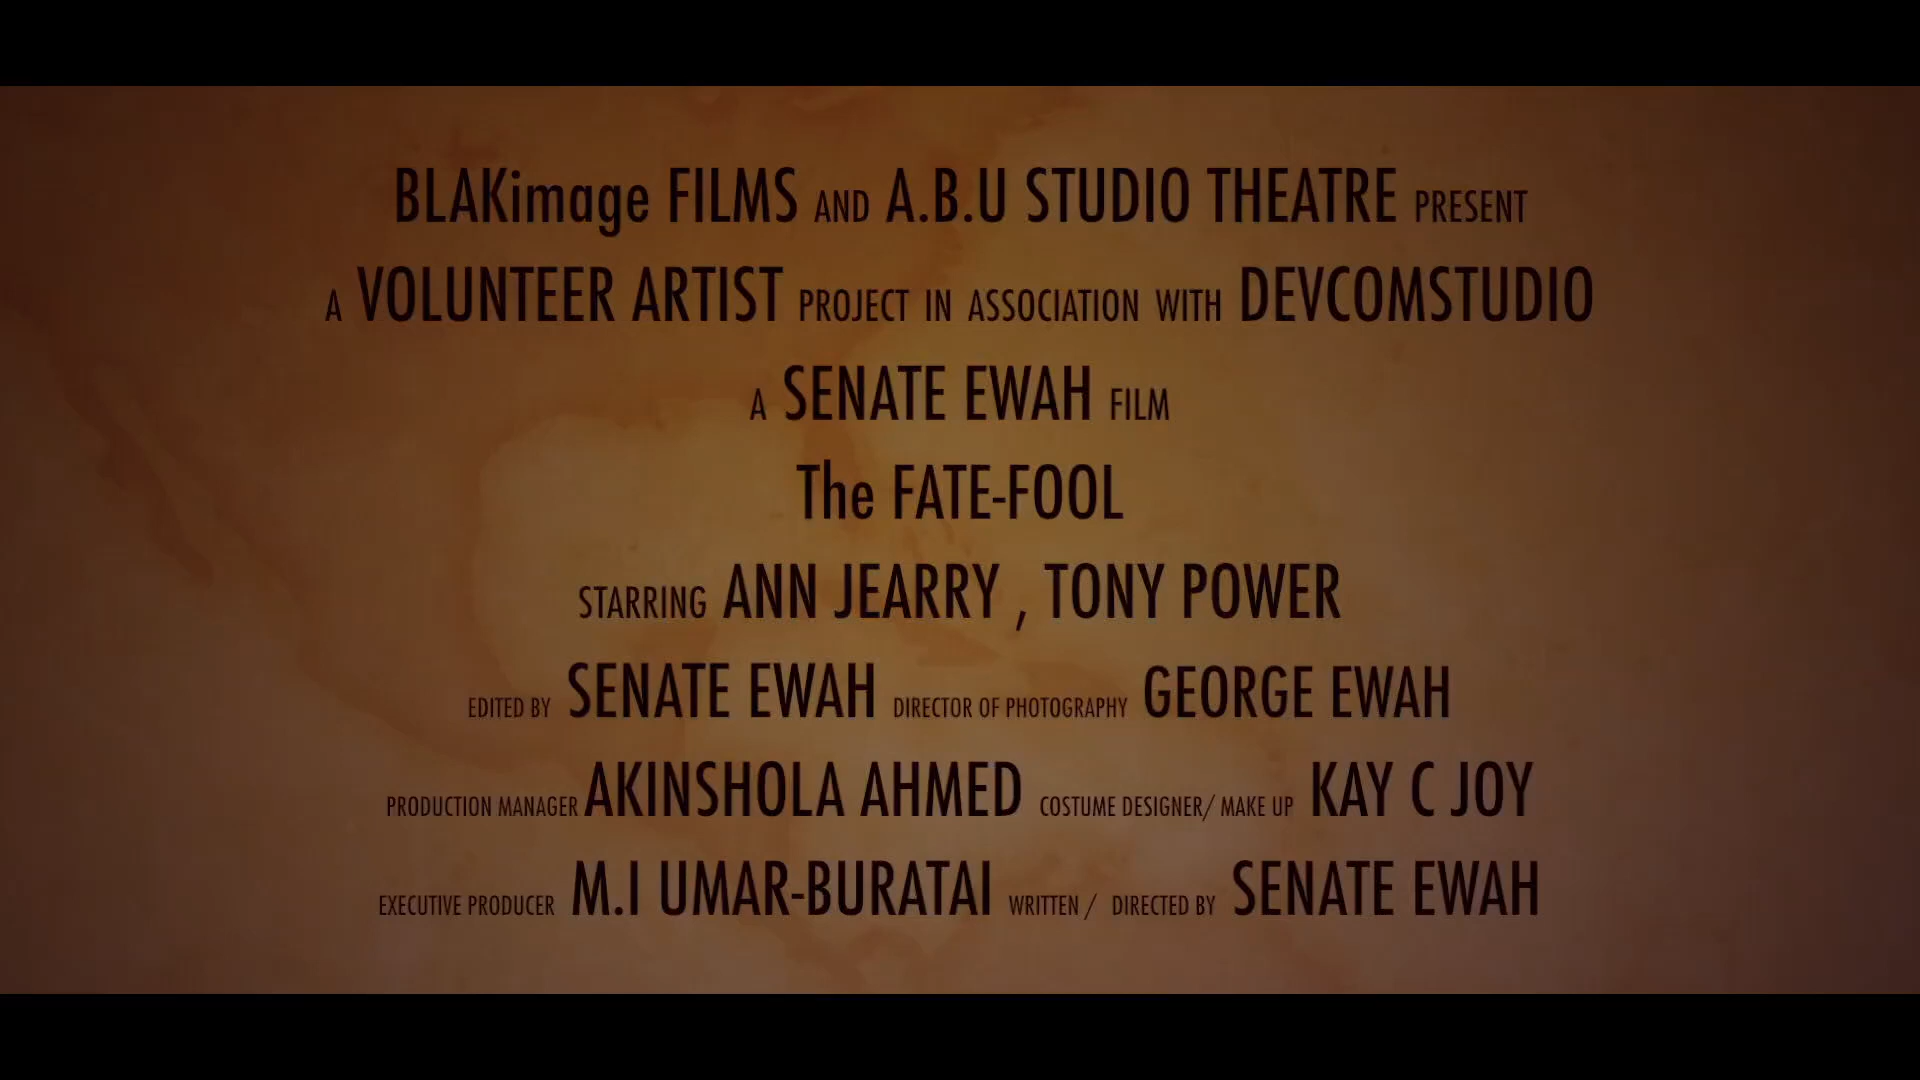 BLAKimage FILMS AND A.B.U STUDIO THEATRE PRESENT
A VOLUNTEER ARTIST PROJECT IN ASSOCIATION WITH DEVCOMSTUDIO
A SENATE EWAH FILM
The FATE-FOOL
STARRING ANN JEARRY , TONY POWER
EDITED BY SENATE EWAH DIRECTOR OF PHOTOGRAPHY GEORGE EWAH
PRODUCTION MANAGER AKINSHOLA AHMED COSTUME DESIGNER/ MAKE UP KAY C JOY
EXECUTIVE PRODUCER M.I UMAR-BURATAI WRITTEN / DIRECTED BY SENATE EWAH